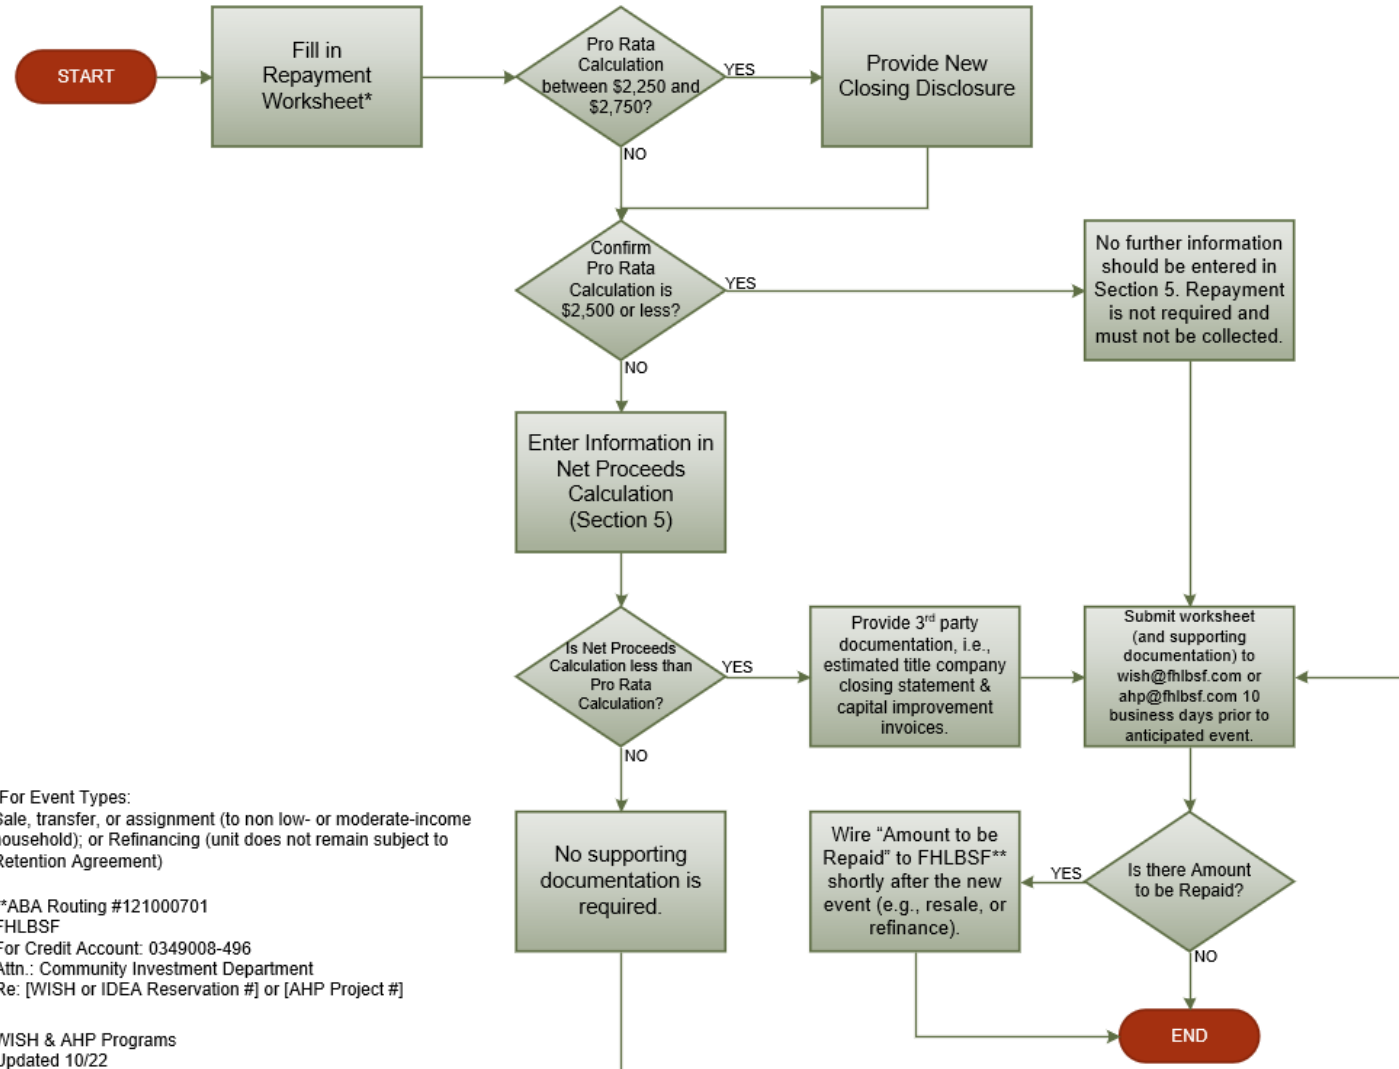 START
Fill in
Repayment
Worksheet*
Pro Rata
Calculation
between $2,250 and
$2,750?
YES
Provide New
Closing Disclosure
NO
Confirm
Pro Rata
Calculation is
$2,500 or less?
YES
No further information
should be entered in
Section 5. Repayment
is not required and
must not be collected.
NO
Enter Information in
Net Proceeds
Calculation
(Section 5)
Is Net Proceeds
Calculation less than
Pro Rata
Calculation?
YES
Provide 3rd party
documentation, i.e.,
estimated title company
closing statement &
capital improvement
invoices.
Submit worksheet
(and supporting
documentation) to
wish@fhlbsf.com or
ahp@fhlbsf.com 10
business days prior to
anticipated event.
NO
No supporting
documentation is
required.
Wire “Amount to be
Repaid” to FHLBSF**
shortly after the new
event (e.g., resale, or
refinance).
YES
Is there Amount
to be Repaid?
NO
END
For Event Types:
Sale, transfer, or assignment (to non low- or moderate-income
household); or Refinancing (unit does not remain subject to
Retention Agreement)
**ABA Routing #121000701
FHLBSF
For Credit Account: 0349008-496
Attn.: Community Investment Department
Re: [WISH or IDEA Reservation #] or [AHP Project #]
WISH & AHP Programs
Updated 10/22